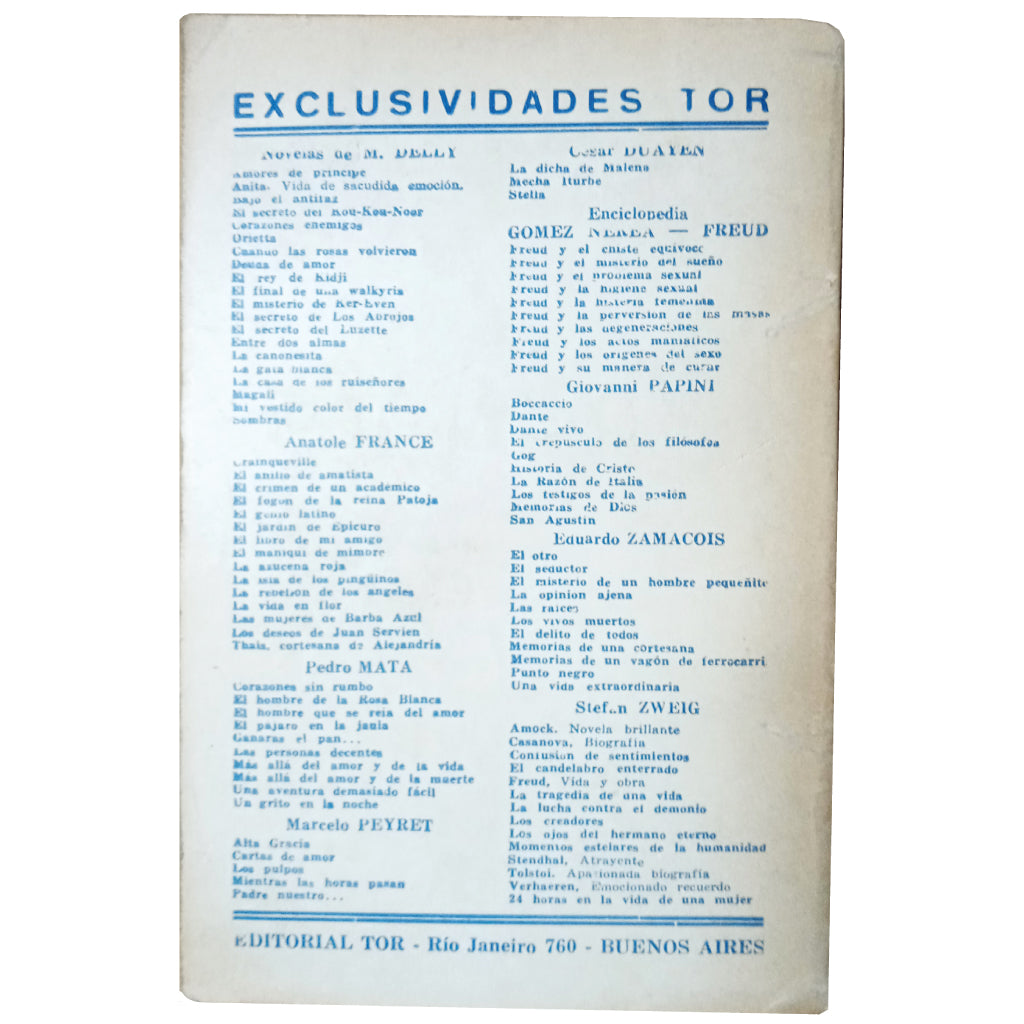 EXCLUSIVIDADES TOR
Novelas de M. DELLY
Amores de príncipe
Anita. Vida de sacudida emoción.
Bajo el antifaz
El secreto del Kou-Kou-Noor
Corazones enemigos
Orietta
Cuando las rosas volvieron
Deuda de amor
El rey de Kidji
El final de una walkyria
El misterio de Ker-Even
El secreto de Los Abrojos
El secreto del Luzette
Entre dos almas
La canonesita
La gata blanca
La casa de los ruiseñores
Magali
Mi vestido color del tiempo
Sombras
Anatole FRANCE
Crainqueville
El anillo de amatista
El crimen de un académico
El fogon de la reina Patoja
El genio latino
El jardín de Epicuro
El libro de mi amigo
El maniquí de mimbre
La azucena roja
La isla de los pingüinos
La rebelión de los angeles
La vida en flor
Las mujeres de Barba Azul
Los deseos de Juan Servien
Thais, cortesana de Alejandría
Pedro MATA
Corazones sin rumbo
El hombre de la Rosa Blanca
El hombre que se reía del amor
El pájaro en la jaula
Ganarás el pan...
Las personas decentes
Más allá del amor y de la vida
Más allá del amor y de la muerte
Una aventura demasiado fácil
Un grito en la noche
Marcelo PEYRET
Alta Gracia
Cartas de amor
Los pulpos
Mientras las horas pasan
Padre nuestro...
César DUAYEN
La dicha de Malena
Mecha Iturbe
Stella
Enciclopedia
GOMEZ NEREA — FREUD
Freud y el chiste equívoco
Freud y el misterio del sueño
Freud y el problema sexual
Freud y la higiene sexual
Freud y la histeria femenina
Freud y la perversión de las masas
Freud y las degeneraciones
Freud y los actos maniáticos
Freud y los orígenes del sexo
Freud y su manera de curar
Giovanni PAPINI
Boccaccio
Dante
Dante vivo
El crepúsculo de los filósofos
Gog
Historia de Cristo
La Razón de Italia
Los testigos de la pasión
Memorias de Dios
San Agustín
Eduardo ZAMACOIS
El otro
El seductor
El misterio de un hombre pequeñito
La opinión ajena
Las raíces
Los vivos muertos
El delito de todos
Memorias de una cortesana
Memorias de un vagón de ferrocarri
Punto negro
Una vida extraordinaria
Stefan ZWEIG
Amock. Novela brillante
Casanova, Biografía
Confusión de sentimientos
El candelabro enterrado
Freud, Vida y obra
La tragedia de una vida
La lucha contra el demonio
Los creadores
Los ojos del hermano eterno
Momentos estelares de la humanidad
Stendhal, Atrayente
Tolstoi. Apasionada biografía
Verhaeren, Emocionado recuerdo
24 horas en la vida de una mujer
EDITORIAL TOR - Río Janeiro 760 - BUENOS AIRES